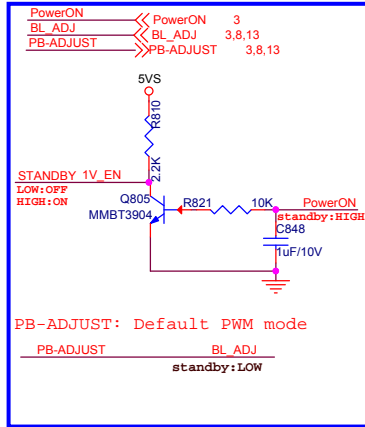 PowerON PowerON 3
BL_ADJ BL_ADJ 3,8,13
PB-ADJUST PB-ADJUST 3,8,13
5VS
R810
2.2K
STANDBY 1V_EN
LOW:OFF
HIGH:ON
Q805
MMBT3904
R821 10K
PowerON
standby:HIGH
C848
1uF/10V
PB-ADJUST: Default PWM mode
PB-ADJUST BL_ADJ
standby:LOW